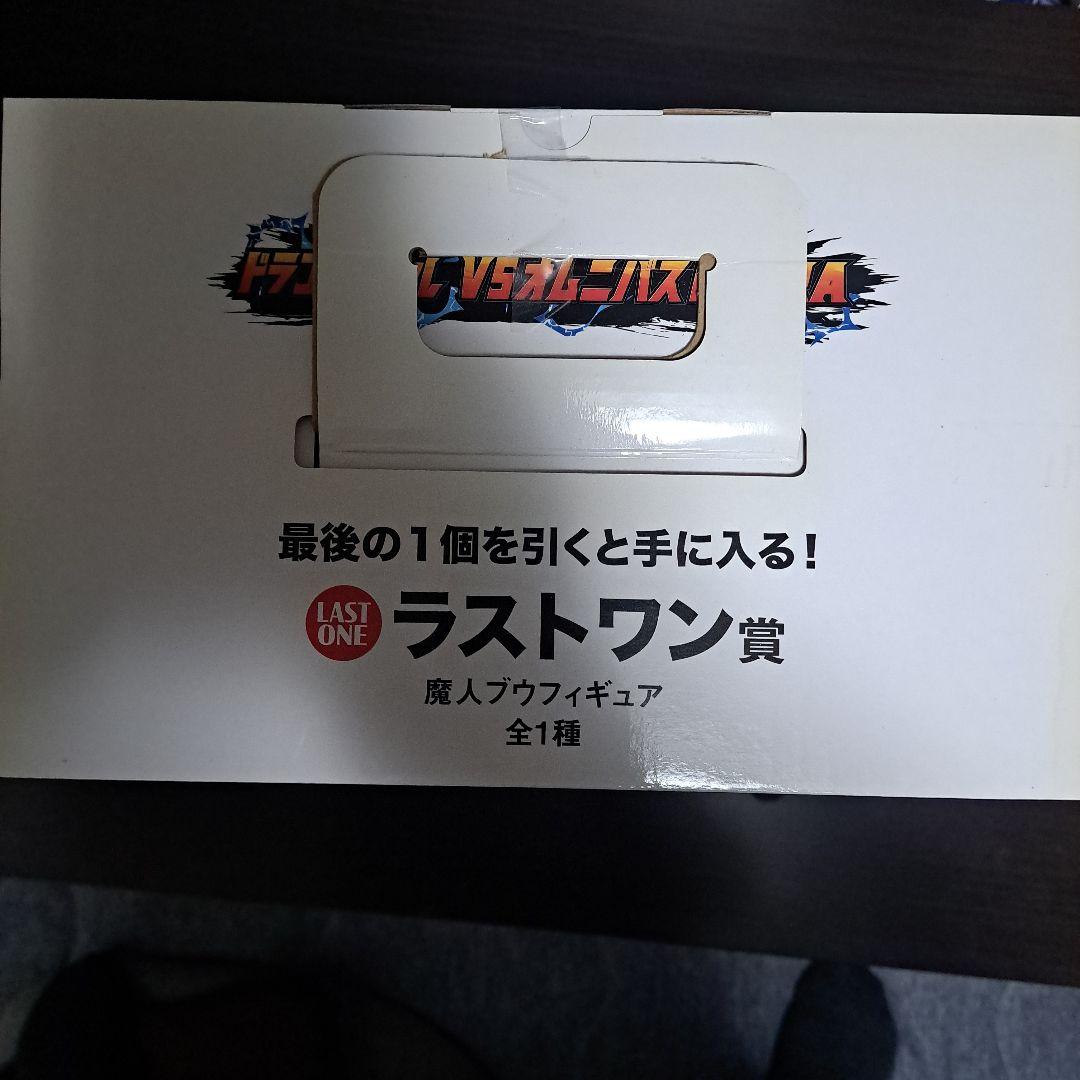 ドラ
VSオムニバス
最後の1個を引くと手に入る!
LAST ONE
ラストワン賞
魔人ブウフィギュア
全1種